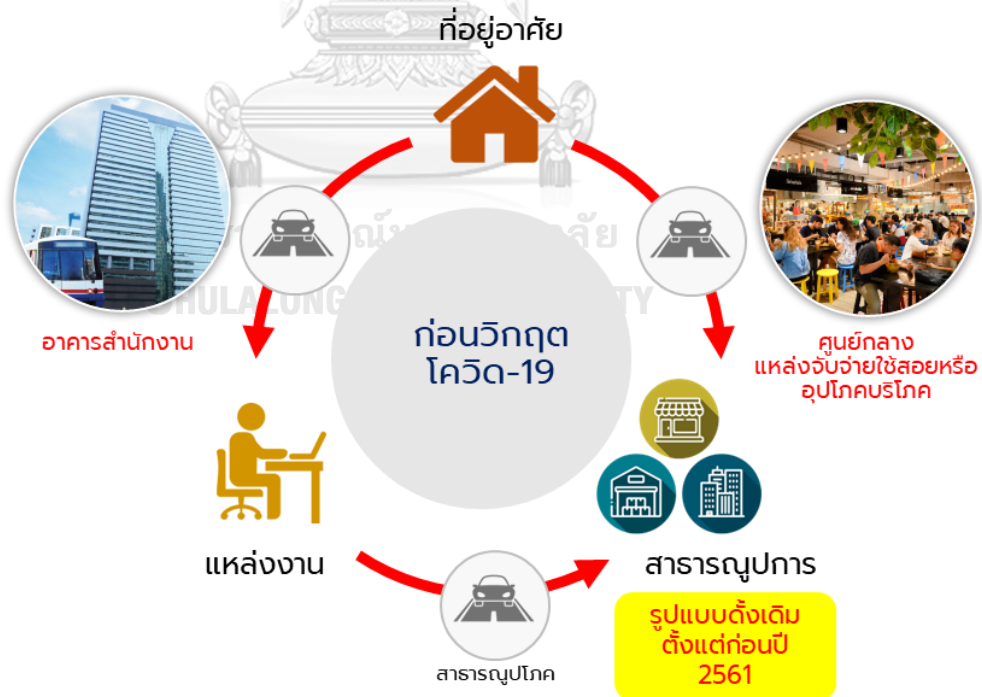 ที่อยู่อาศัย
อาคารสำนักงาน
ศูนย์กลาง
แหล่งจับจ่ายใช้สอยหรือ
อุปโภคบริโภค
ก่อนวิกฤต
โควิด-19
แหล่งงาน
สาธารณูปการ
รูปแบบดั้งเดิม
ตั้งแต่ก่อนปี
2561
สาธารณูปโภค